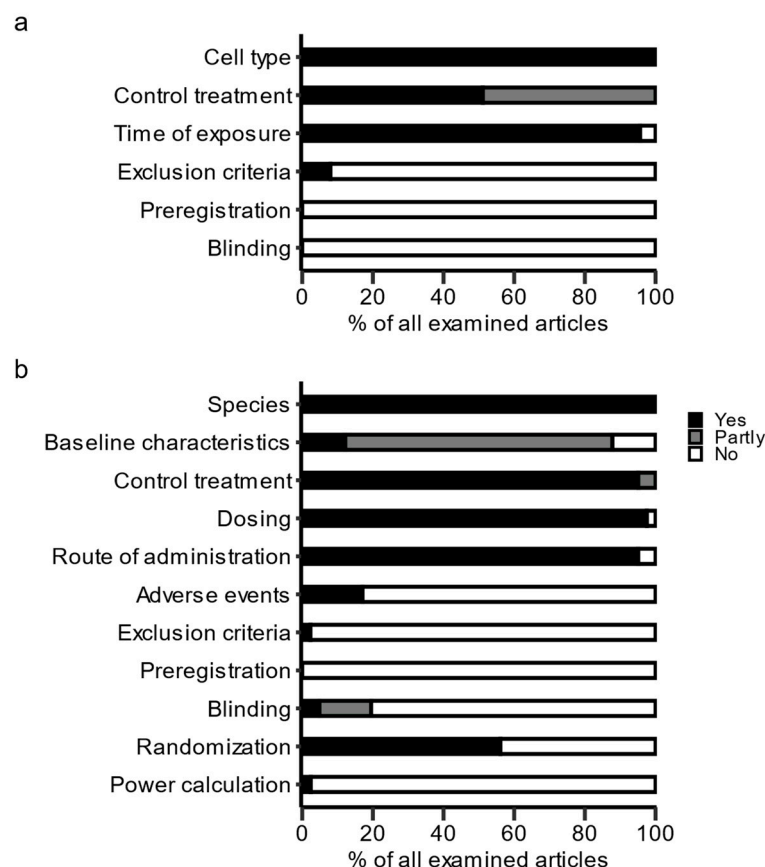 a
Cell type
Control treatment
Time of exposure
Exclusion criteria
Preregistration
Blinding
0 20 40 60 80 100
% of all examined articles
b
Species
Baseline characteristics
Control treatment
Dosing
Route of administration
Adverse events
Exclusion criteria
Preregistration
Blinding
Randomization
Power calculation
0 20 40 60 80 100
% of all examined articles
Yes
Partly
No